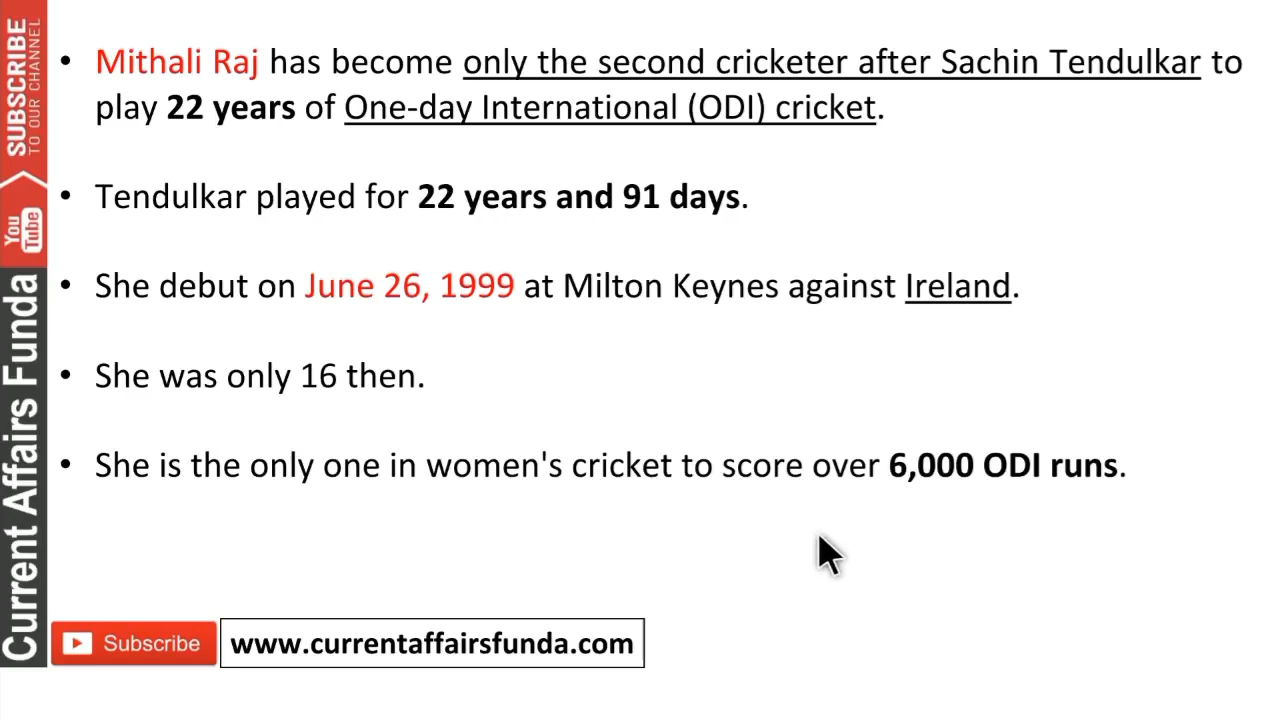 • Mithali Raj has become only the second cricketer after Sachin Tendulkar to
play 22 years of One-day International (ODI) cricket.
• Tendulkar played for 22 years and 91 days.
• She debut on June 26, 1999 at Milton Keynes against Ireland.
• She was only 16 then.
• She is the only one in women's cricket to score over 6,000 ODI runs.
SUBSCRIBE
TO OUR CHANNEL
You Tube
Current Affairs Funda
Subscribe
www.currentaffairsfunda.com